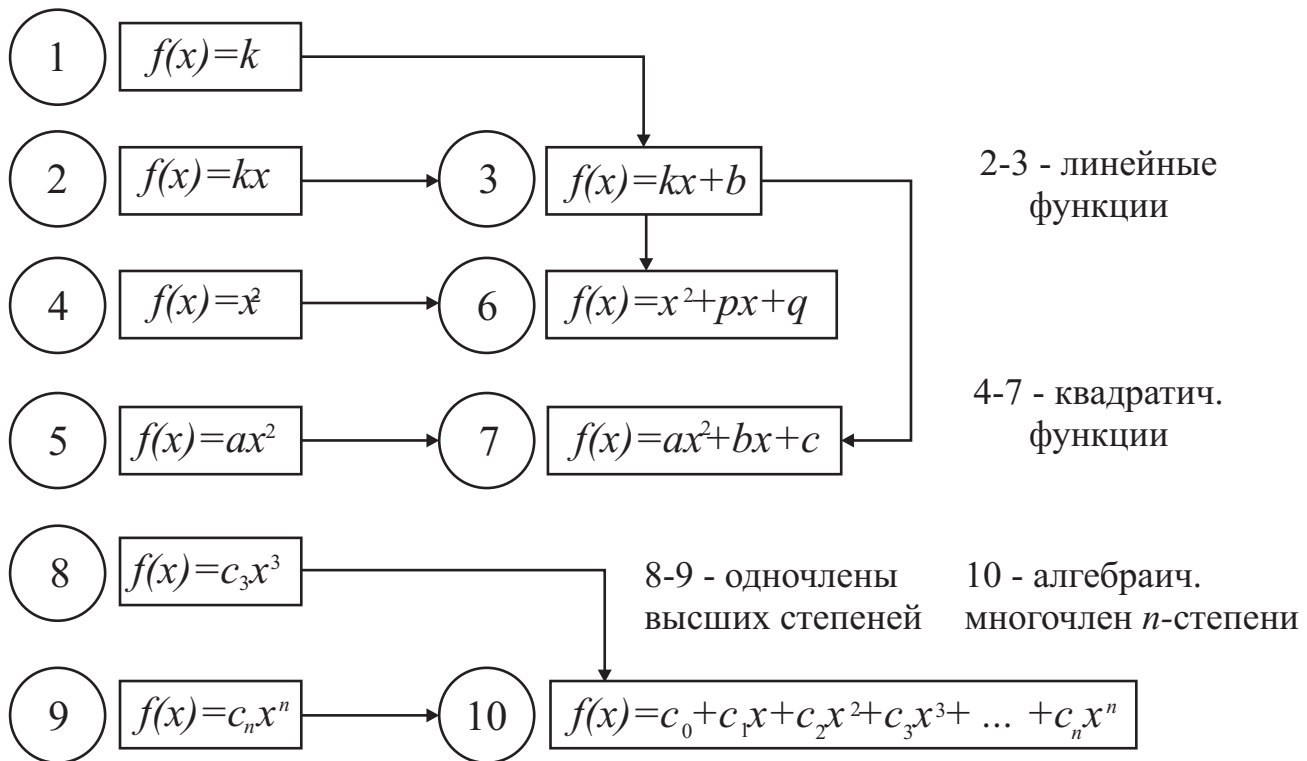 1 f(x)=k
2 f(x)=kx 3 f(x)=kx+b 2-3 - линейные
функции
4 f(x)=x² 6 f(x)=x²+px+q
5 f(x)=ax² 7 f(x)=ax²+bx+c 4-7 - квадратич.
функции
8 f(x)=c₃x³ 8-9 - одночлены
высших степеней
10 - алгебраич.
многочлен n-степени
9 f(x)=cₙxⁿ 10 f(x)=c₀+c₁x+c₂x²+c₃x³+ ... +cₙxⁿ